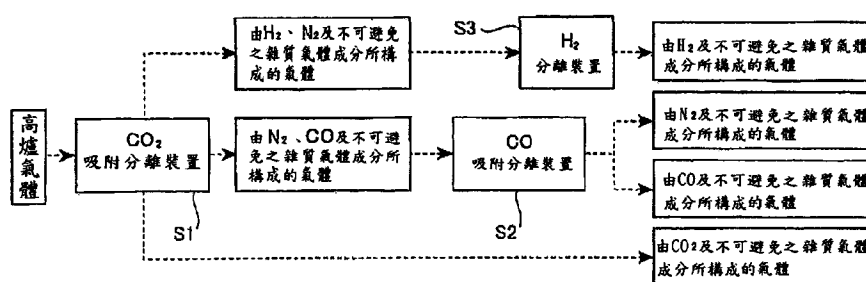 高爐氣體
CO₂
吸附分離裝置
S1
由H₂、N₂及不可避免
之雜質氣體成分所構
成的氣體
S3
H₂
分離裝置
由H₂及不可避免之雜質氣體
成分所構成的氣體
由N₂、CO及不可避
免之雜質氣體成分所
構成的氣體
CO
吸附分離裝置
S2
由N₂及不可避免之雜質氣體
成分所構成的氣體
由CO及不可避免之雜質氣體
成分所構成的氣體
由CO₂及不可避免之雜質氣體
成分所構成的氣體